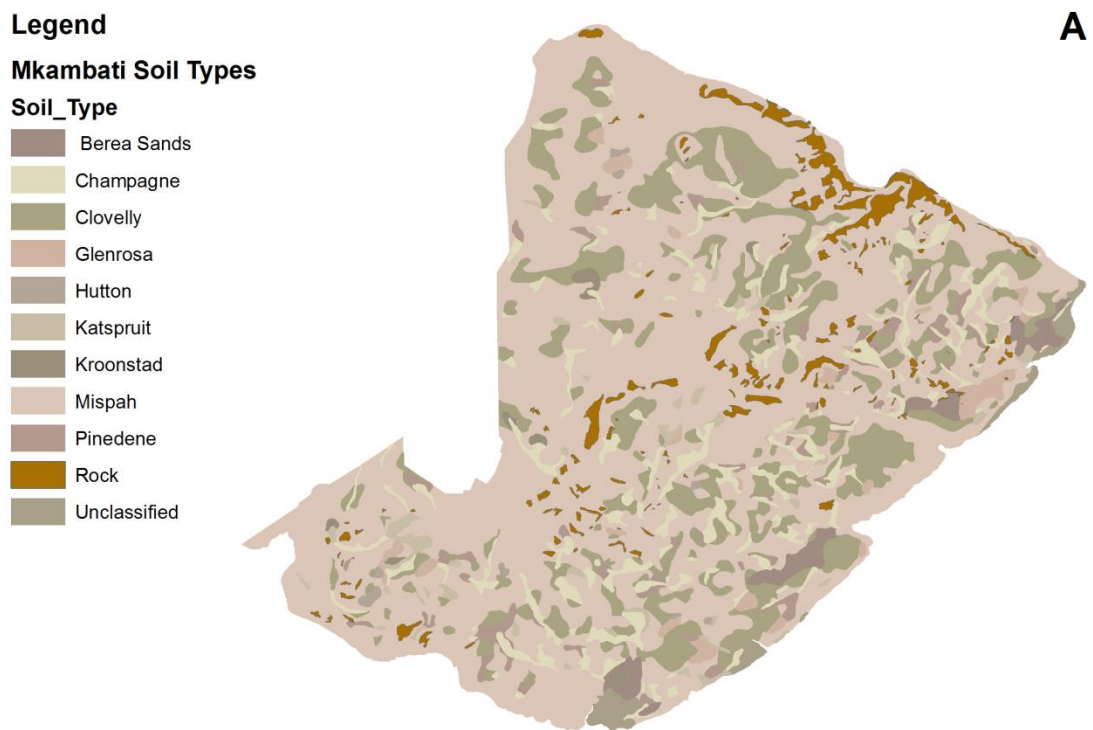 Legend
A
Mkambati Soil Types
Soil_Type
Berea Sands
Champagne
Clovelly
Glenrosa
Hutton
Katspruit
Kroonstad
Mispah
Pinedene
Rock
Unclassified